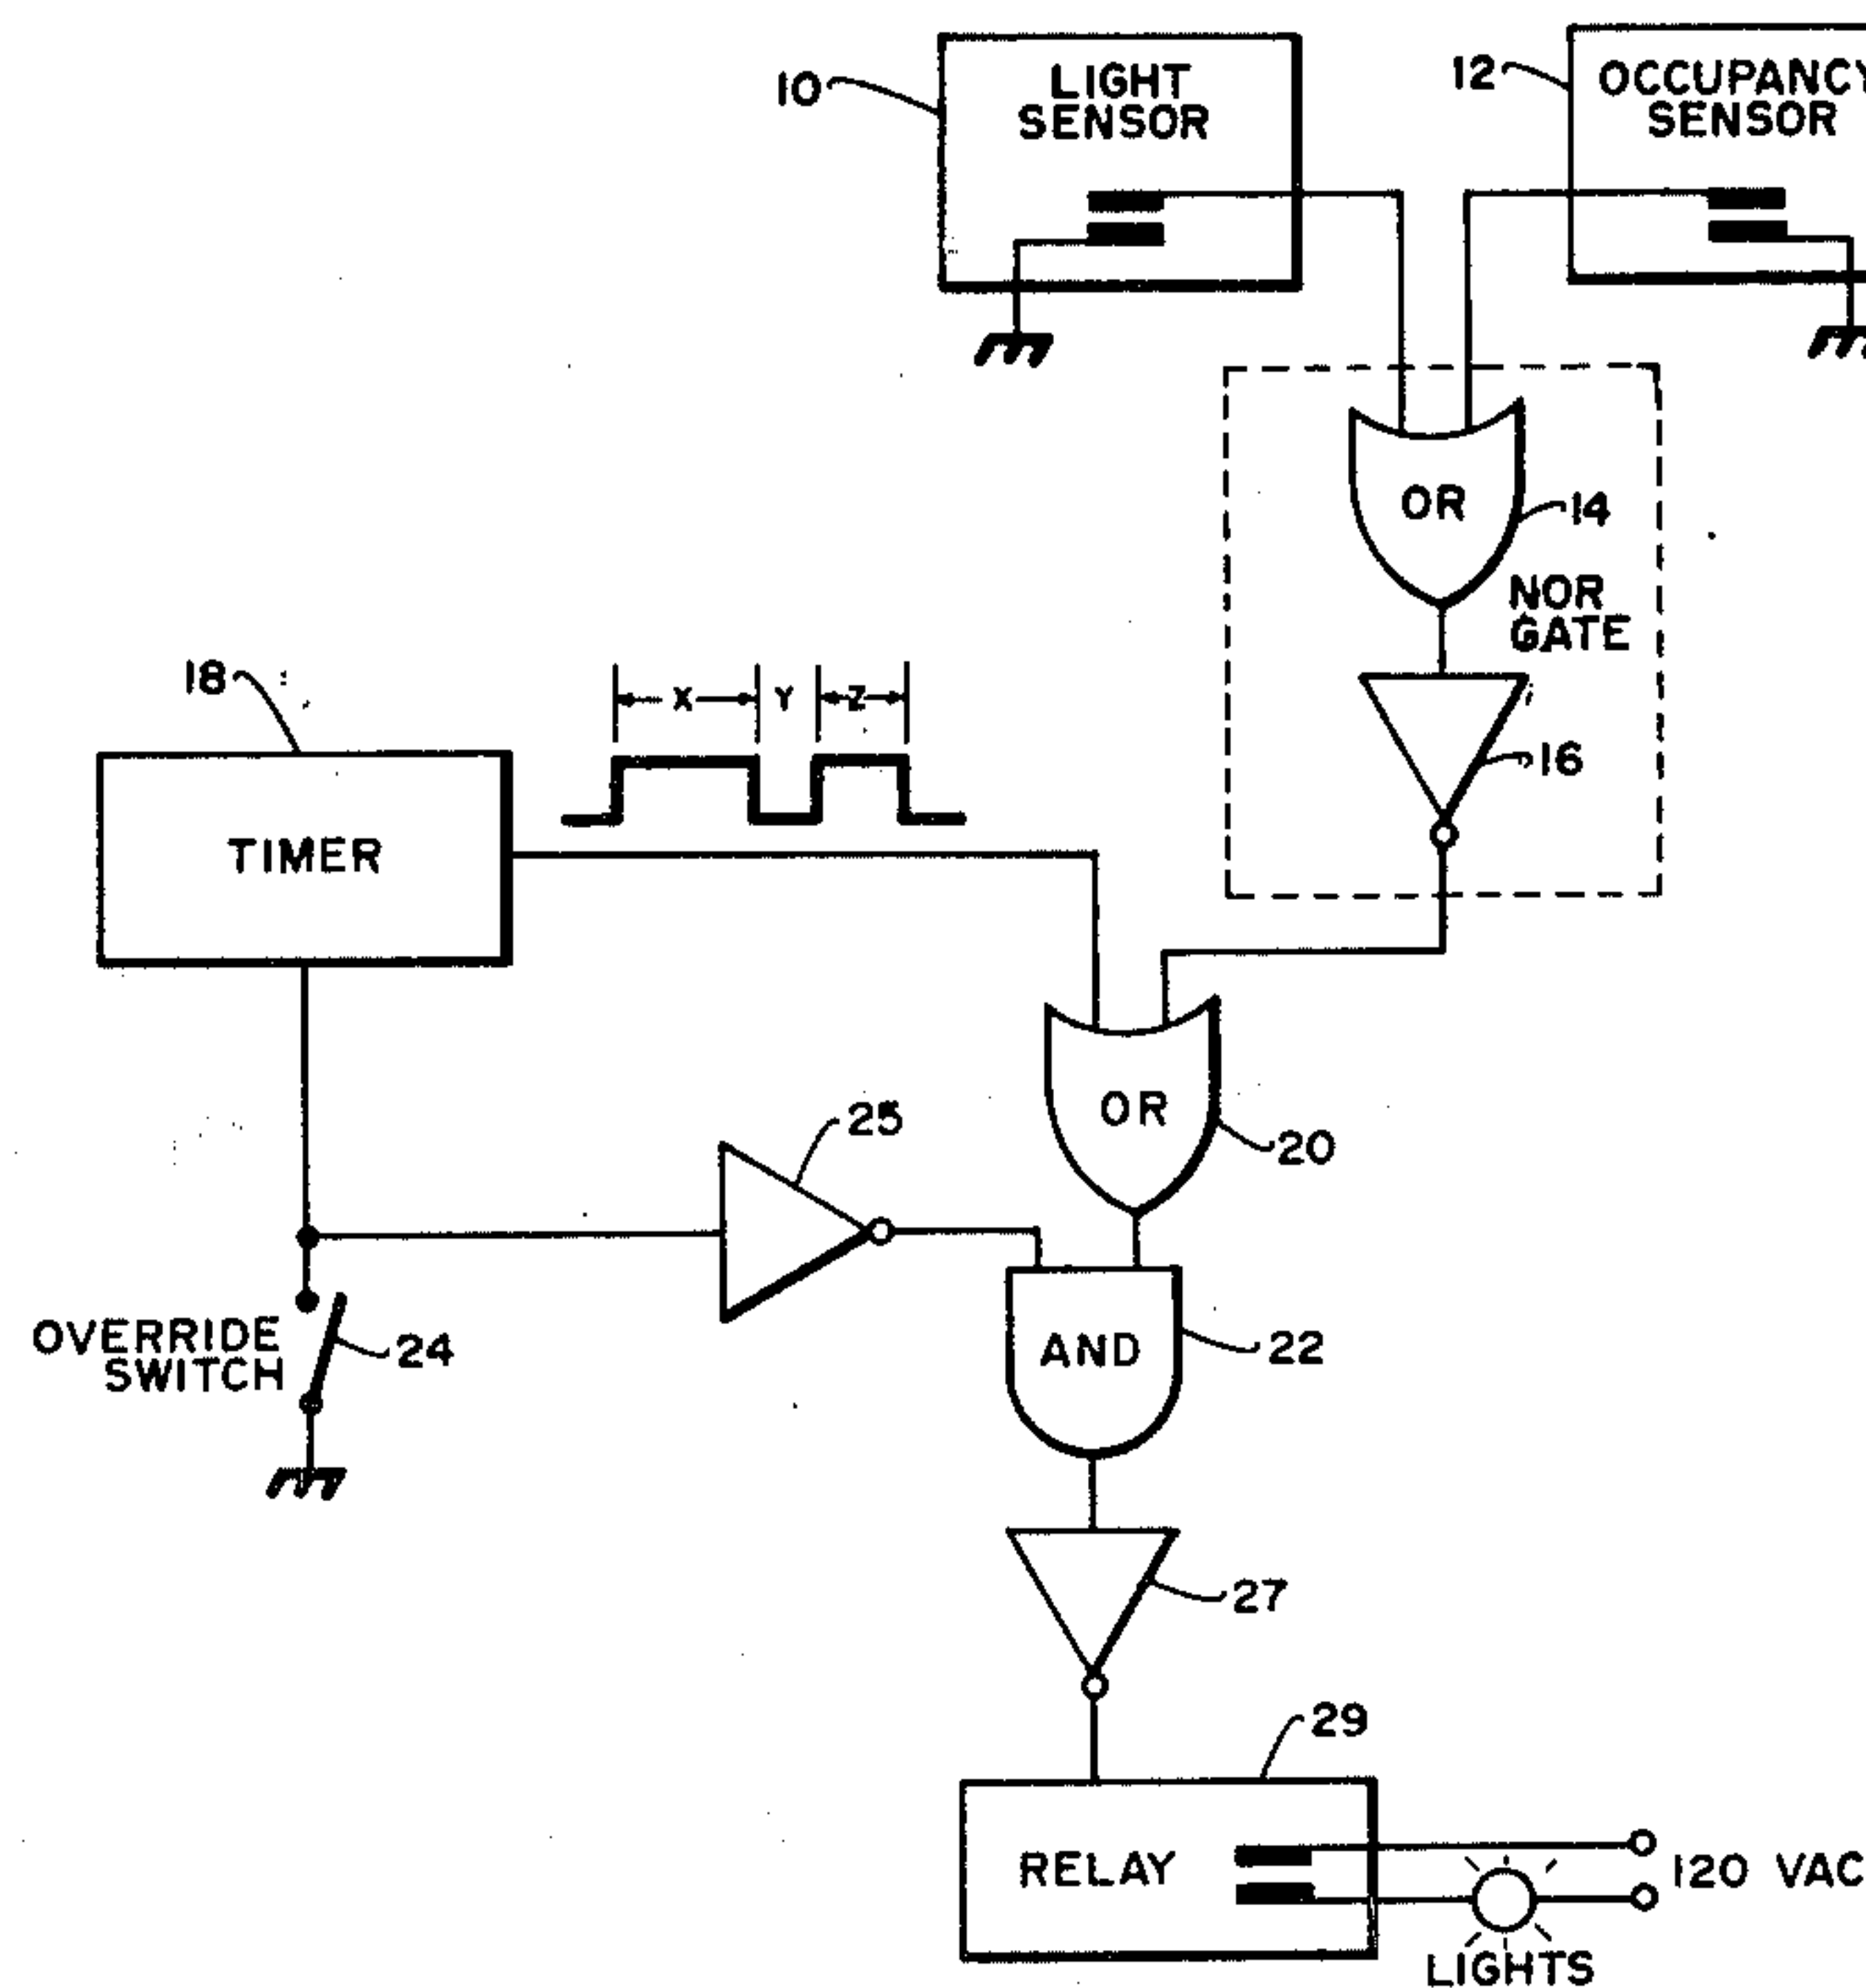 10
LIGHT
SENSOR
12
OCCUPANCY
SENSOR
OR
14
NOR
GATE
16
18
X
Y
Z
TIMER
OR
20
25
OVERRIDE
SWITCH
24
AND
22
27
29
RELAY
120 VAC
LIGHTS